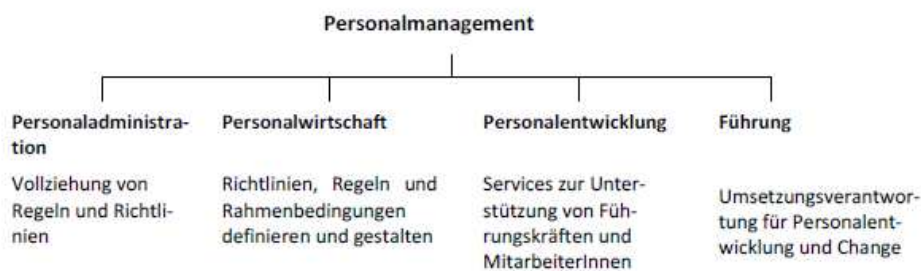 Personalmanagement
Personaladministra-
tion
Vollziehung von
Regeln und Richtli-
nien
Personalwirtschaft
Richtlinien, Regeln und
Rahmenbedingungen
definieren und gestalten
Personalentwicklung
Services zur Unter-
stützung von Füh-
rungskräften und
MitarbeiterInnen
Führung
Umsetzungsverantwor-
tung für Personalent-
wicklung und Change